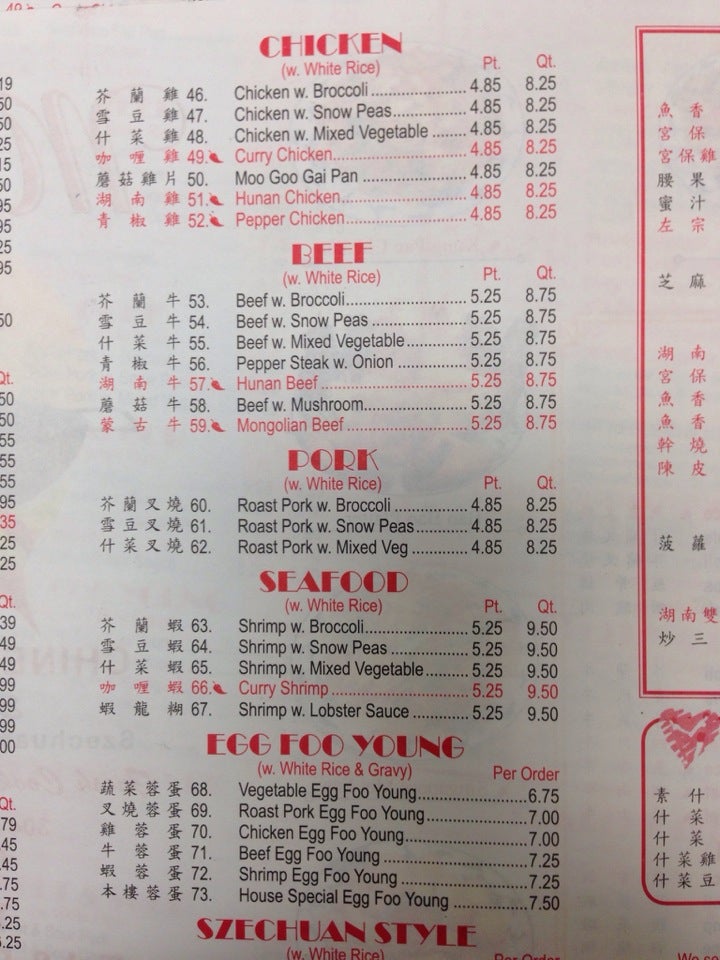 CHICKEN
(w. White Rice) Pt. Qt.
芥蘭雞 46. Chicken w. Broccoli 4.85 8.25
雪豆雞 47. Chicken w. Snow Peas 4.85 8.25
什菜雞 48. Chicken w. Mixed Vegetable 4.85 8.25
咖喱雞 49. Curry Chicken 4.85 8.25
蘑菇雞片 50. Moo Goo Gai Pan 4.85 8.25
湖南雞 51. Hunan Chicken 4.85 8.25
青椒雞 52. Pepper Chicken 4.85 8.25
BEEF
(w. White Rice) Pt. Qt.
芥蘭牛 53. Beef w. Broccoli 5.25 8.75
雪豆牛 54. Beef w. Snow Peas 5.25 8.75
什菜牛 55. Beef w. Mixed Vegetable 5.25 8.75
青椒牛 56. Pepper Steak w. Onion 5.25 8.75
湖南牛 57. Hunan Beef 5.25 8.75
蘑菇牛 58. Beef w. Mushroom 5.25 8.75
蒙古牛 59. Mongolian Beef 5.25 8.75
PORK
(w. White Rice) Pt. Qt.
芥蘭叉燒 60. Roast Pork w. Broccoli 4.85 8.25
雪豆叉燒 61. Roast Pork w. Snow Peas 4.85 8.25
什菜叉燒 62. Roast Pork w. Mixed Veg 4.85 8.25
SEAFOOD
(w. White Rice) Pt. Qt.
芥蘭蝦 63. Shrimp w. Broccoli 5.25 9.50
雪豆蝦 64. Shrimp w. Snow Peas 5.25 9.50
什菜蝦 65. Shrimp w. Mixed Vegetable 5.25 9.50
咖喱蝦 66. Curry Shrimp 5.25 9.50
蝦龍糊 67. Shrimp w. Lobster Sauce 5.25 9.50
EGG FOO YOUNG
(w. White Rice & Gravy) Per Order
蔬菜蓉蛋 68. Vegetable Egg Foo Young 6.75
叉燒蓉蛋 69. Roast Pork Egg Foo Young 7.00
雞蓉蛋 70. Chicken Egg Foo Young 7.00
牛蓉蛋 71. Beef Egg Foo Young 7.25
蝦蓉蛋 72. Shrimp Egg Foo Young 7.25
本樓蓉蛋 73. House Special Egg Foo Young 7.50
SZECHUAN STYLE
(w. White Rice) Per Order
魚香
宮保
宮保雞
腰果
蜜汁
左宗
芝麻
湖南
宮保
魚香
魚香
幹燒
陳皮
菠蘿
湖南雙
炒三
素什
什菜
什菜
什菜雞
什菜豆